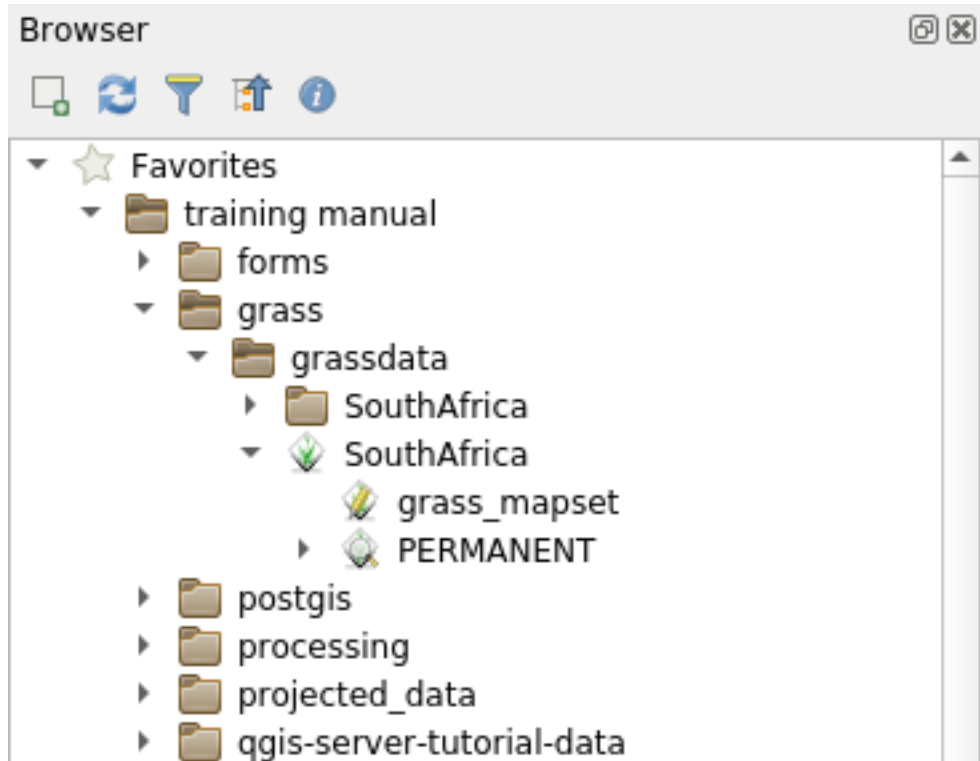 Browser
Favorites
training manual
forms
grass
grassdata
SouthAfrica
SouthAfrica
grass_mapset
PERMANENT
postgis
processing
projected_data
qgis-server-tutorial-data